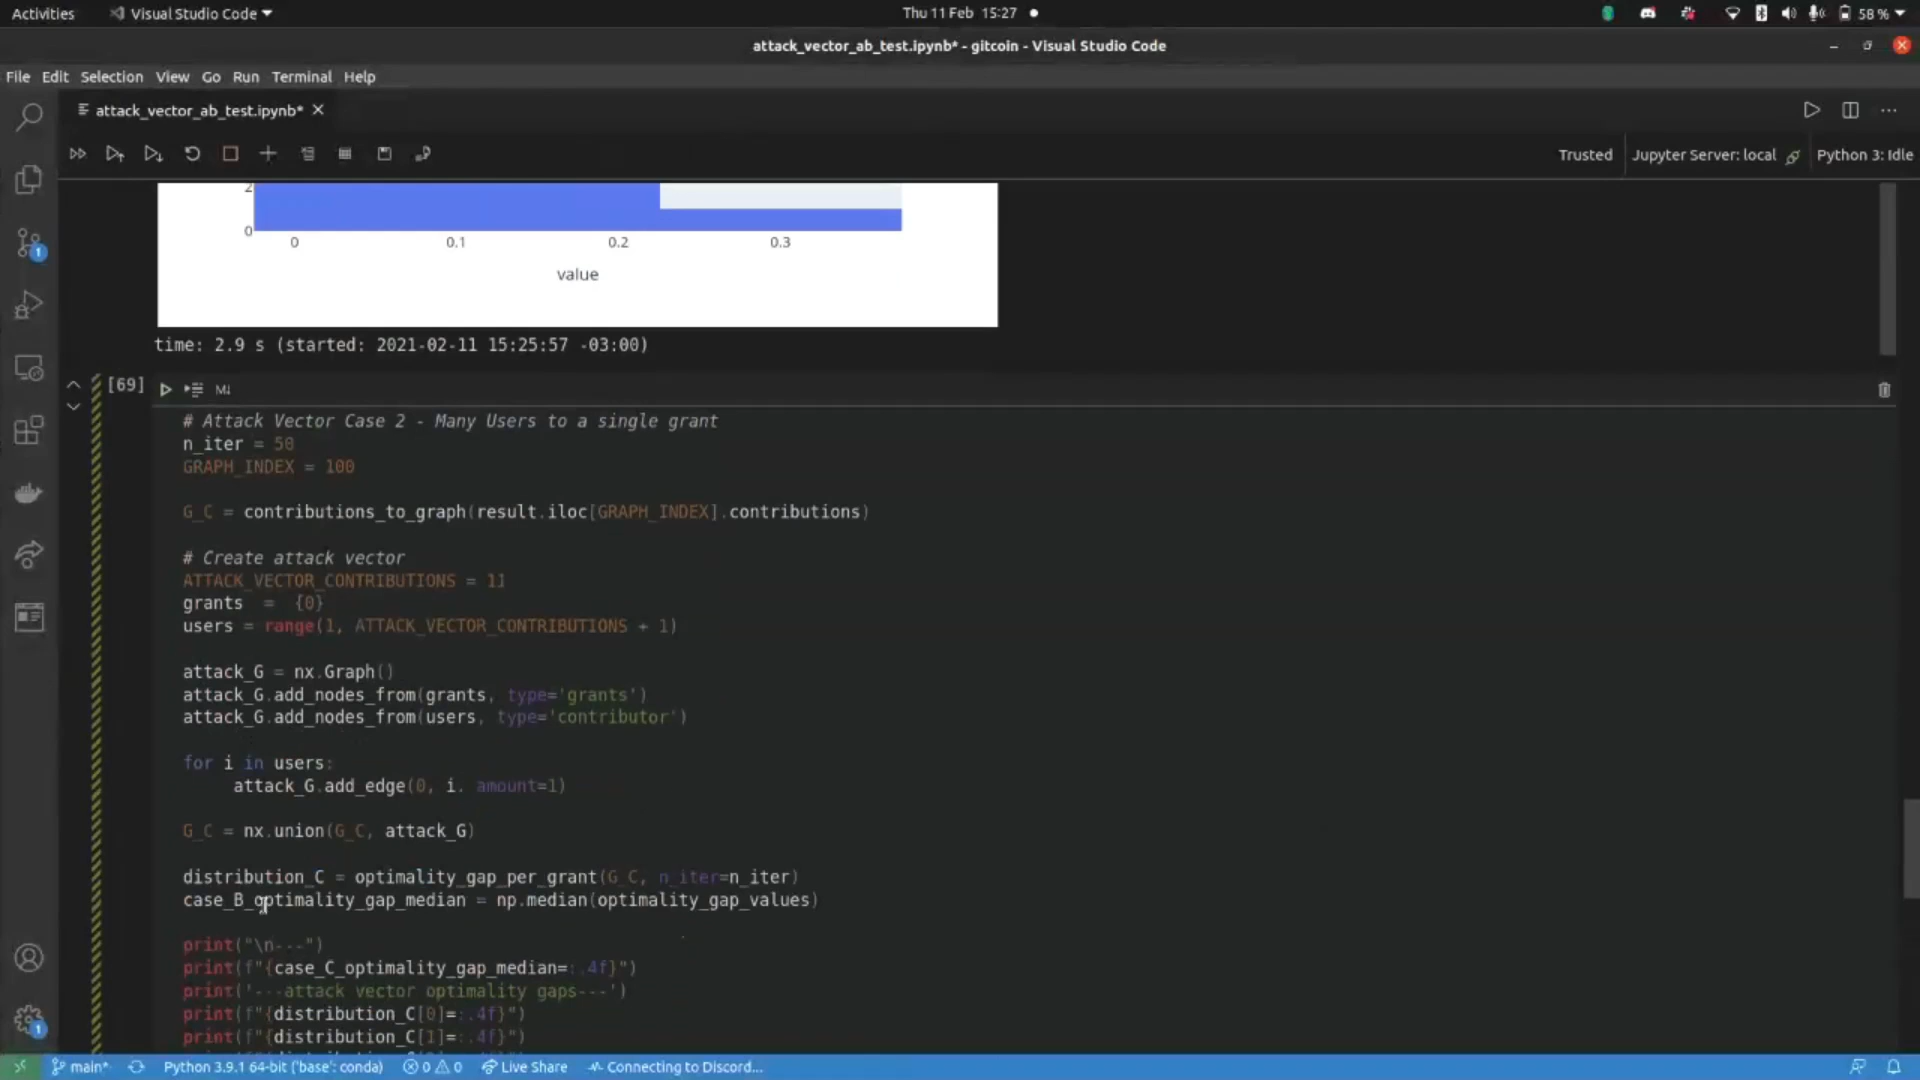 Activities
Visual Studio Code
Thu 11 Feb 15:27
58 %
attack_vector_ab_test.ipynb* - gitcoin - Visual Studio Code
File Edit Selection View Go Run Terminal Help
attack_vector_ab_test.ipynb*
Trusted
Jupyter Server: local
Python 3: Idle
2
0
0 0.1 0.2 0.3
value
time: 2.9 s (started: 2021-02-11 15:25:57 -03:00)
[69]
M↓
# Attack Vector Case 2 - Many Users to a single grant
n_iter = 50
GRAPH_INDEX = 100
G_C = contributions_to_graph(result.iloc[GRAPH_INDEX].contributions)
# Create attack vector
ATTACK_VECTOR_CONTRIBUTIONS = 11
grants = {0}
users = range(1, ATTACK_VECTOR_CONTRIBUTIONS + 1)
attack_G = nx.Graph()
attack_G.add_nodes_from(grants, type='grants')
attack_G.add_nodes_from(users, type='contributor')
for i in users:
attack_G.add_edge(0, i. amount=1)
G_C = nx.union(G_C, attack_G)
distribution_C = optimality_gap_per_grant(G_C, n_iter=n_iter)
case_B_optimality_gap_median = np.median(optimality_gap_values)
print("\n---")
print(f"{case_C_optimality_gap_median=:.4f}")
print('---attack vector optimality gaps---')
print(f"{distribution_C[0]=:.4f}")
print(f"{distribution_C[1]=:.4f}")
1
1
main*
Python 3.9.1 64-bit ('base': conda)
0 0
Live Share
Connecting to Discord...